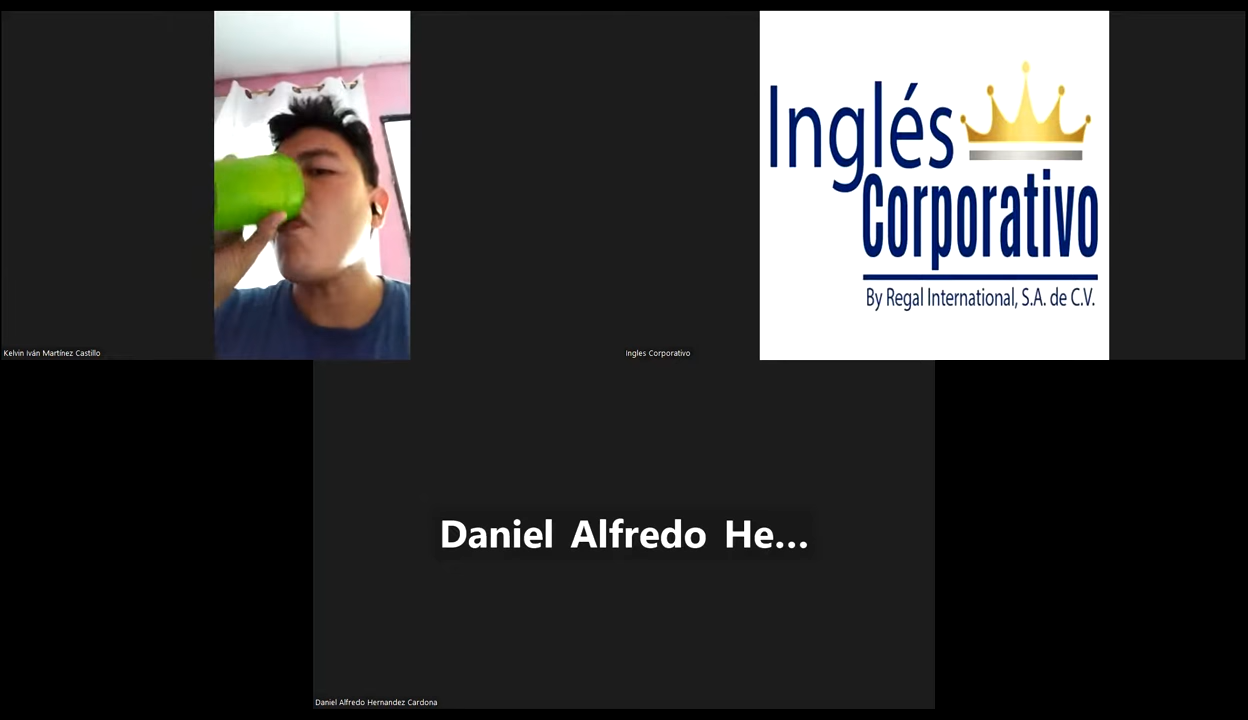 Inglés
Corporativo
By Regal International, S.A. de C.V.
Kelvin Iván Martínez Castillo
Ingles Corporativo
Daniel Alfredo He...
Daniel Alfredo Hernandez Cardona